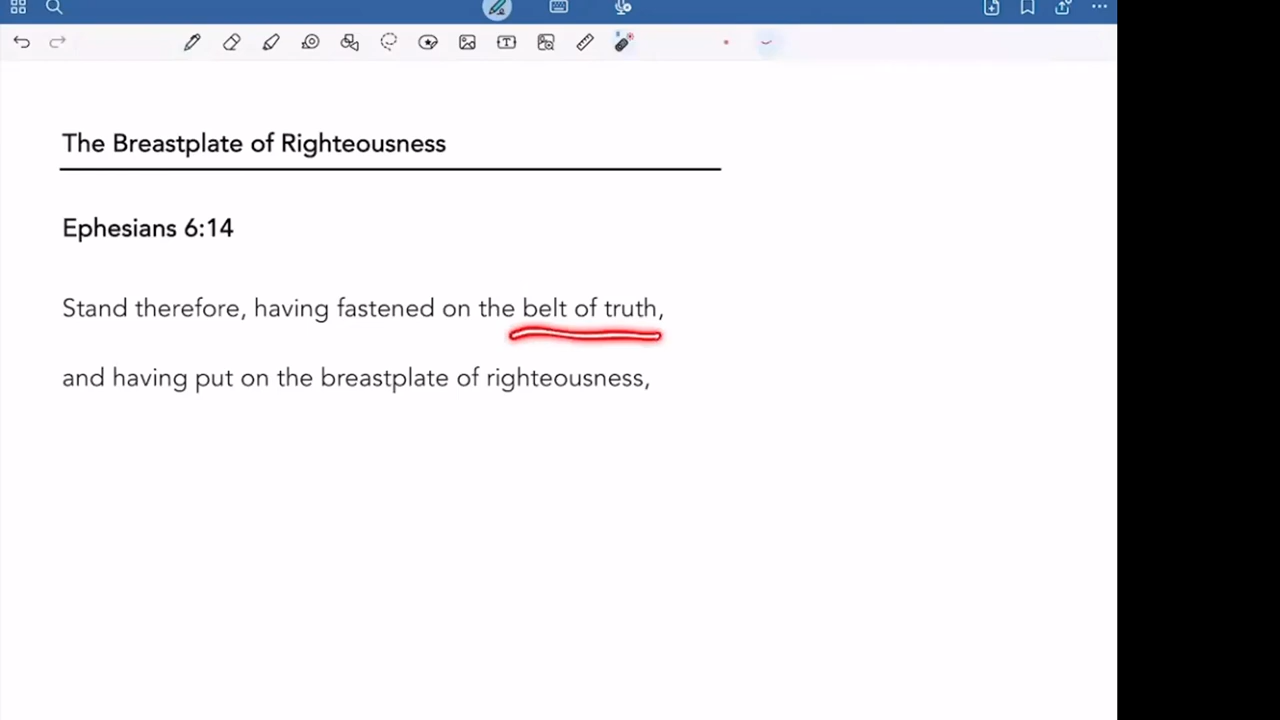 The Breastplate of Righteousness
Ephesians 6:14
Stand therefore, having fastened on the belt of truth,
and having put on the breastplate of righteousness,